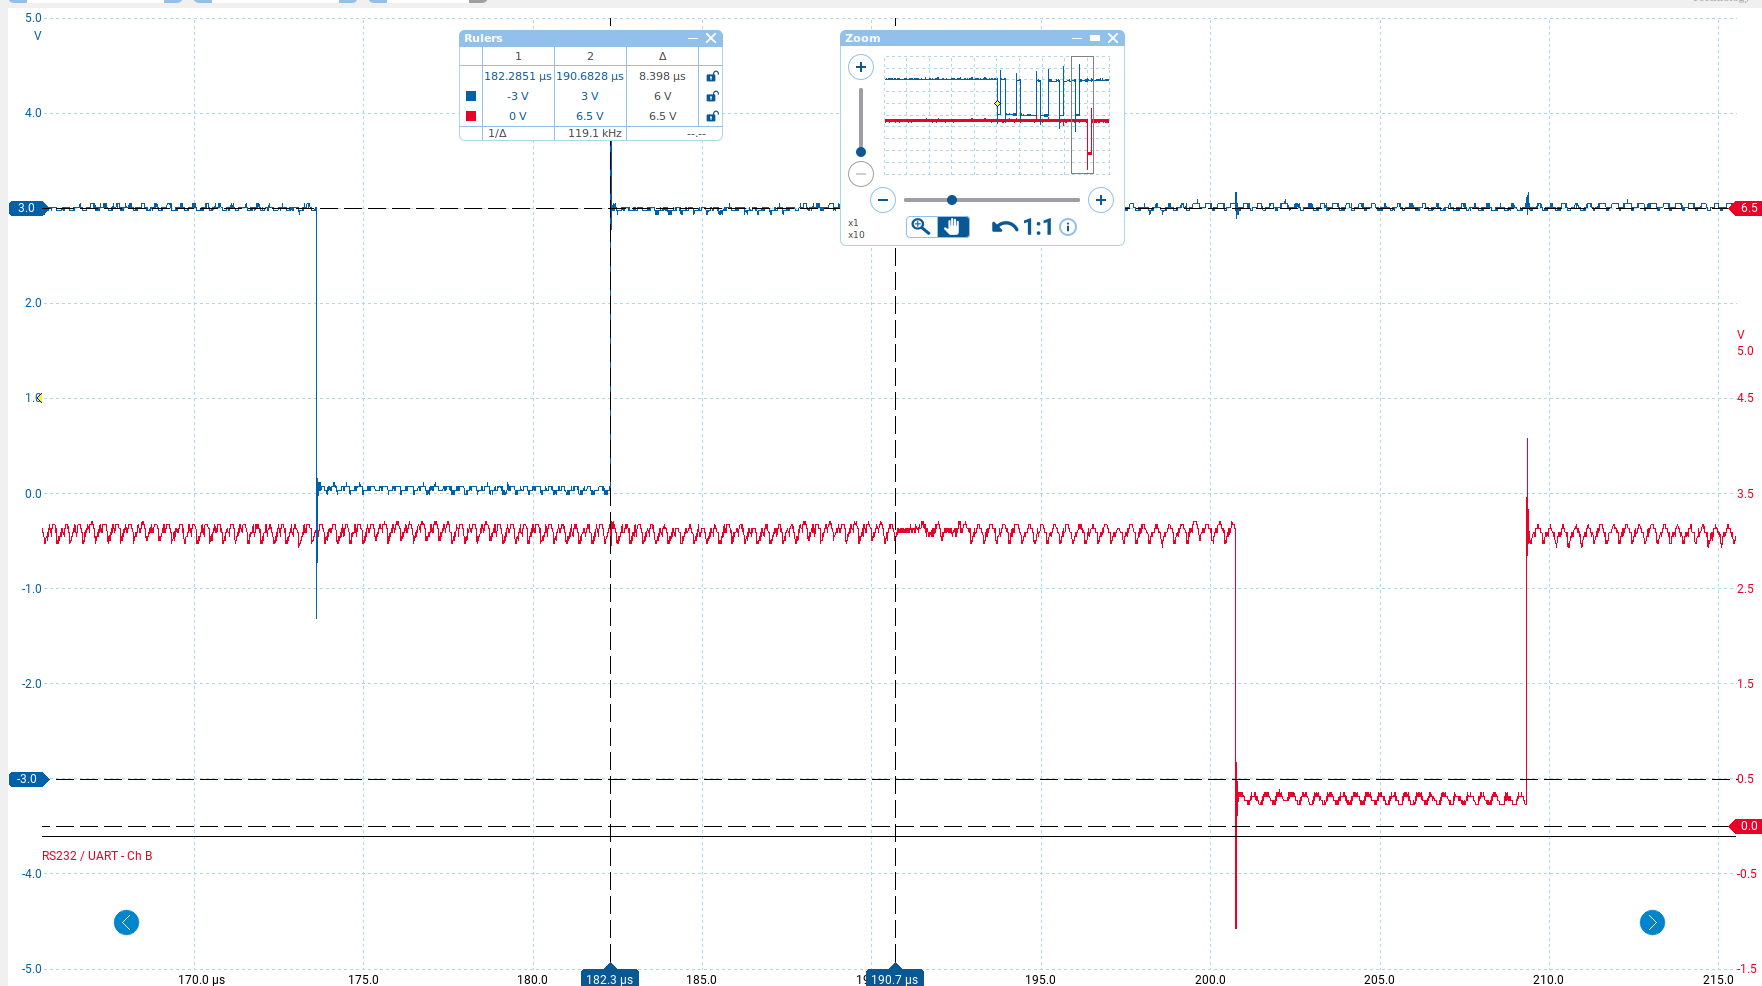 5.0
V
4.0
3.0
2.0
1.0
0.0
-1.0
-2.0
-3.0
-4.0
-5.0
Rulers
1 2 Δ
182.2851 µs 190.6828 µs 8.398 µs
-3 V 3 V 6 V
0 V 6.5 V 6.5 V
1/Δ 119.1 kHz --.--
Zoom
x1
x10
1:1
i
6.5
V
5.0
4.5
3.5
2.5
1.5
0.5
0.0
-0.5
-1.5
RS232 / UART - Ch B
170.0 µs 175.0 180.0 182.3 µs 185.0 190.7 µs 195.0 200.0 205.0 210.0 215.0